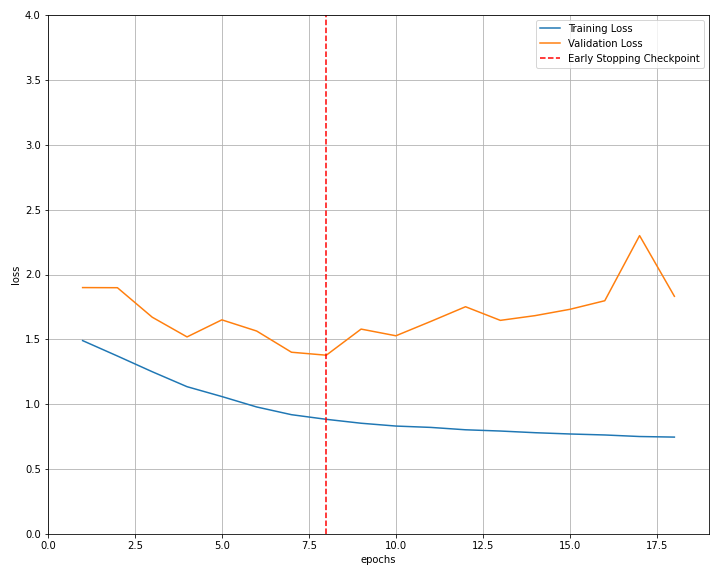 4.0
3.5
3.0
2.5
2.0
1.5
1.0
0.5
0.0
loss
Training Loss
Validation Loss
Early Stopping Checkpoint
0.0 2.5 5.0 7.5 10.0 12.5 15.0 17.5
epochs